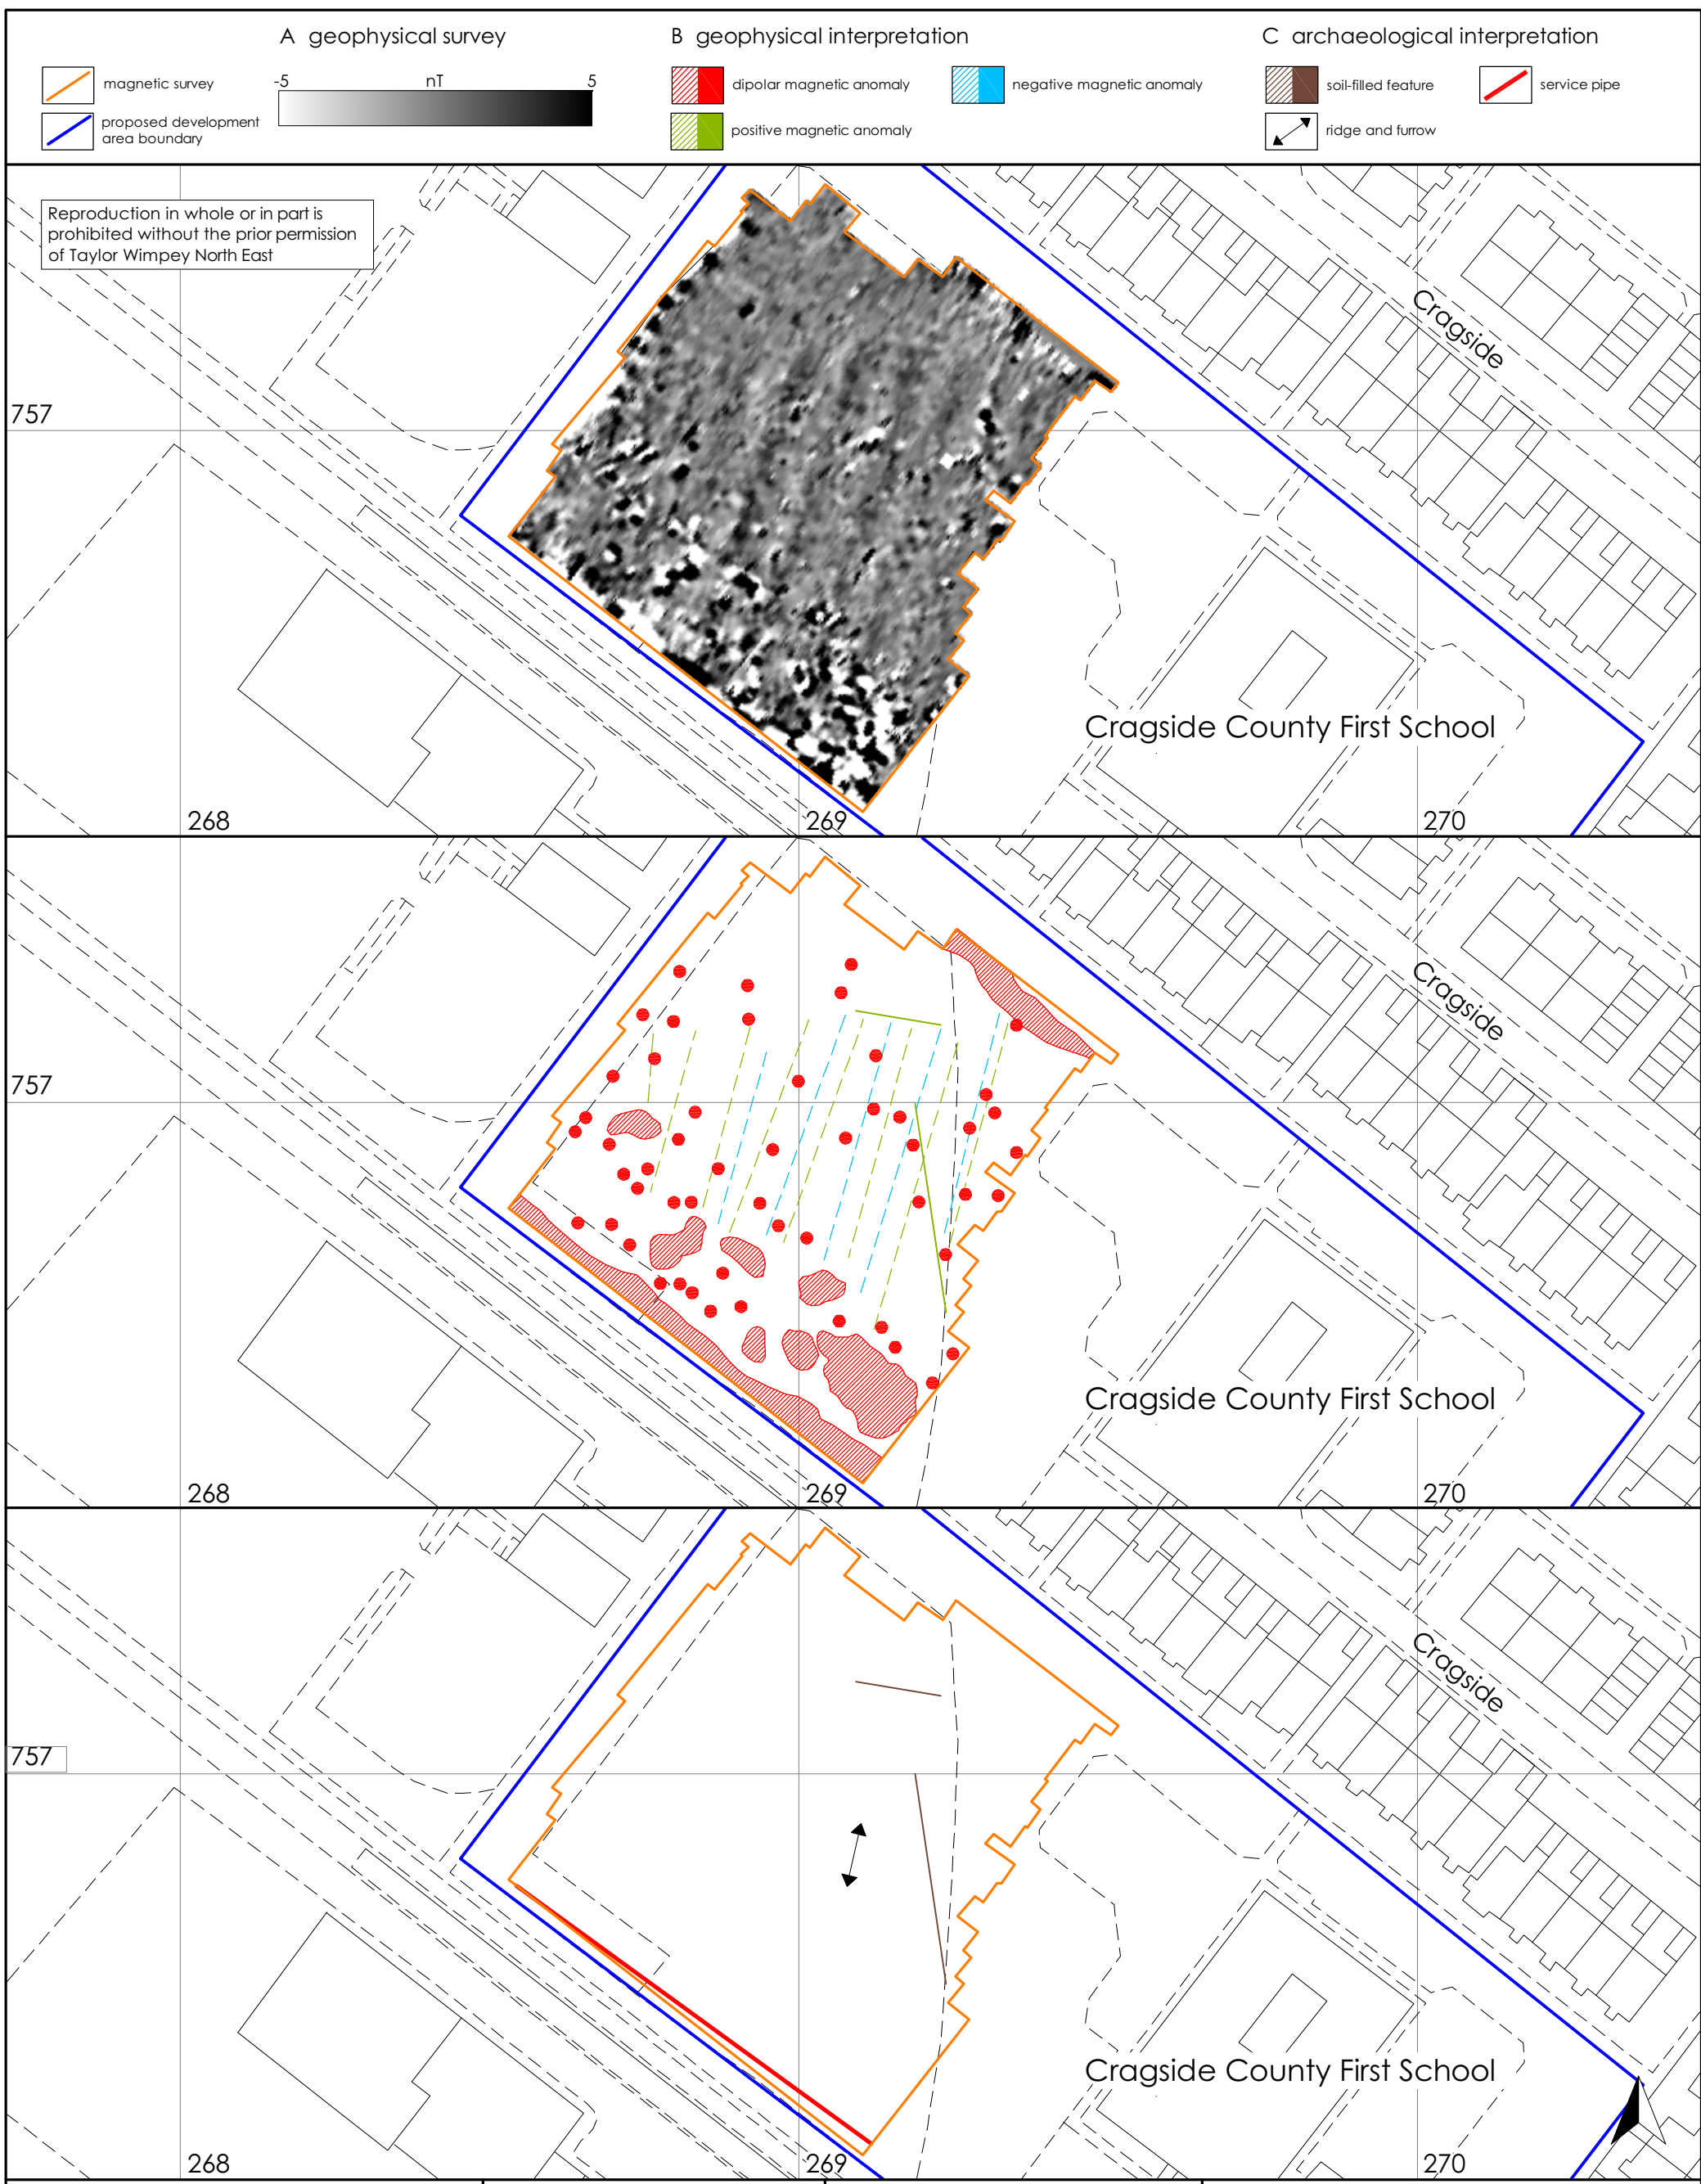 A geophysical survey
magnetic survey
proposed development
area boundary
-5 nT 5
B geophysical interpretation
dipolar magnetic anomaly
negative magnetic anomaly
positive magnetic anomaly
C archaeological interpretation
soil-filled feature
service pipe
ridge and furrow
Reproduction in whole or in part is
prohibited without the prior permission
of Taylor Wimpey North East
Cragside
757
Cragside County First School
268
269
270
Cragside
757
Cragside County First School
268
269
270
Cragside
757
Cragside County First School
268
269
270